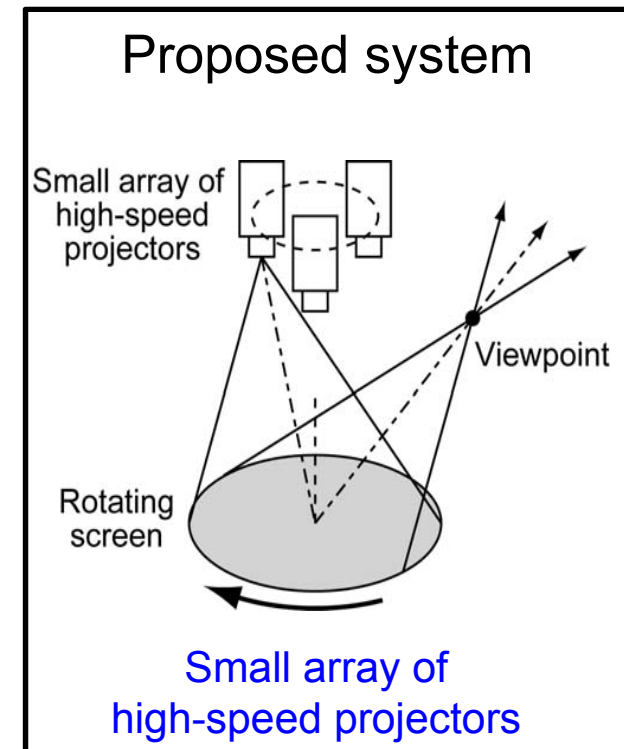 Proposed system
Small array of
high-speed
projectors
Viewpoint
Rotating
screen
Small array of
high-speed projectors